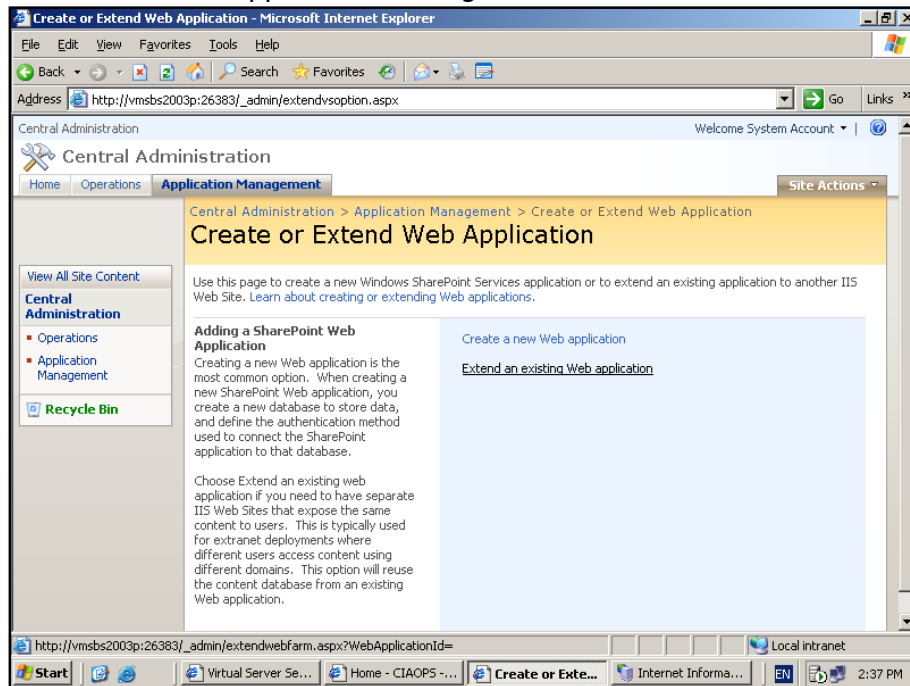 Create or Extend Web Application - Microsoft Internet Explorer
File Edit View Favorites Tools Help
Back Search Favorites
Address http://vmsbs2003p:26383/_admin/extendvsoption.aspx Go Links »
Central Administration Welcome System Account
Central Administration
Home Operations Application Management Site Actions
Central Administration > Application Management > Create or Extend Web Application
Create or Extend Web Application
View All Site Content
Central
Administration
Operations
Application
Management
Recycle Bin
Use this page to create a new Windows SharePoint Services application or to extend an existing application to another IIS
Web Site. Learn about creating or extending Web applications.
Adding a SharePoint Web
Application
Creating a new Web application is the
most common option. When creating a
new SharePoint Web application, you
create a new database to store data,
and define the authentication method
used to connect the SharePoint
application to that database.
Choose Extend an existing web
application if you need to have separate
IIS Web Sites that expose the same
content to users. This is typically used
for extranet deployments where
different users access content using
different domains. This option will reuse
the content database from an existing
Web application.
Create a new Web application
Extend an existing Web application
http://vmsbs2003p:26383/_admin/extendwebfarm.aspx?WebApplicationId= Local intranet
Start Virtual Server Se... Home - CIAOPS -... Create or Exte... Internet Informa... EN 2:37 PM